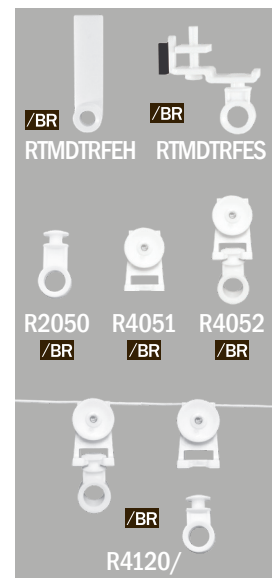 /BR /BR
RTMDTRFEH RTMDTRFES
R2050 R4051 R4052
/BR /BR /BR
/BR
R4120/